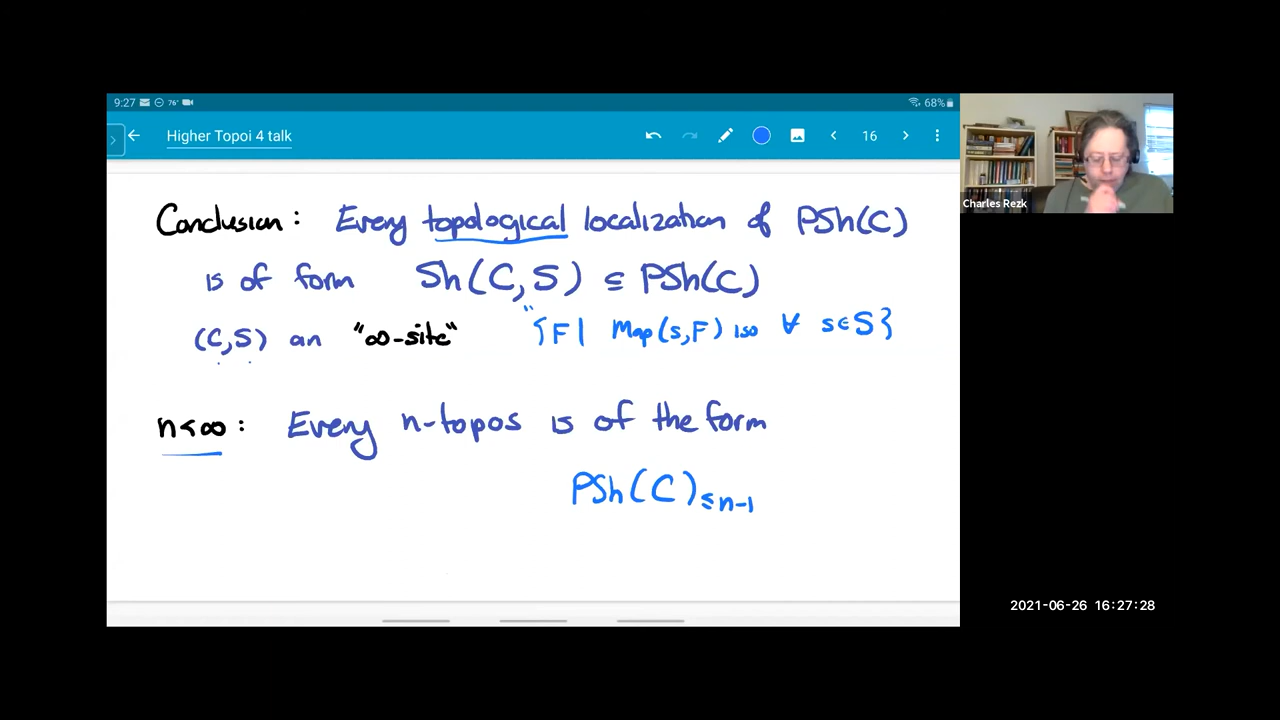 9:27 76° 68%
Higher Topoi 4 talk 16
Charles Rezk
Conclusion: Every topological localization of PSh(C)
is of form Sh(C,S) ⊆ PSh(C)
(C,S) an "∞-site" "{F| Map(s,F) iso ∀ s∈S}
n<∞: Every n-topos is of the form
PSh(C)≤n-1
2021-06-26 16:27:28